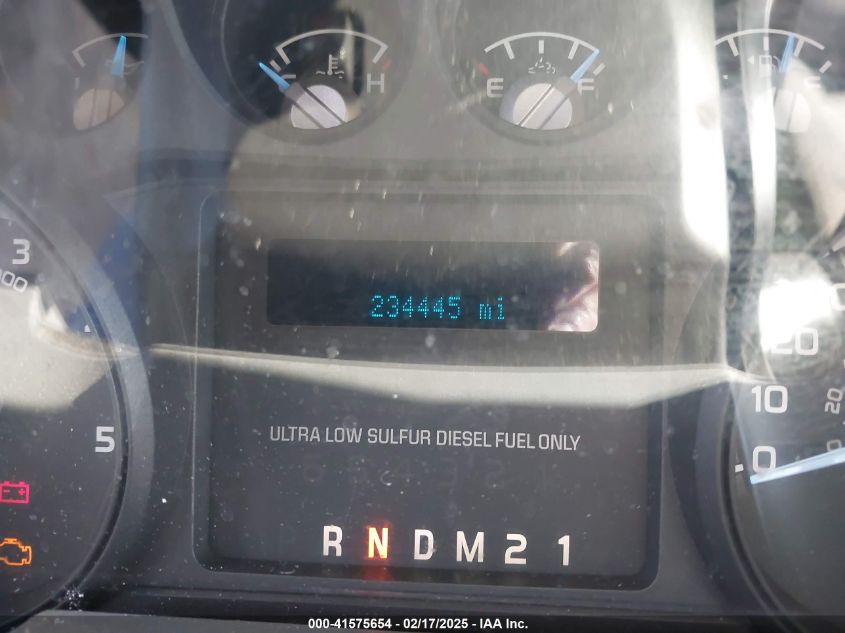 H
E F
3
234445 mi
20
10
20
5
ULTRA LOW SULFUR DIESEL FUEL ONLY
0
R N D M 2 1
000-41575654 - 02/17/2025 - IAA Inc.